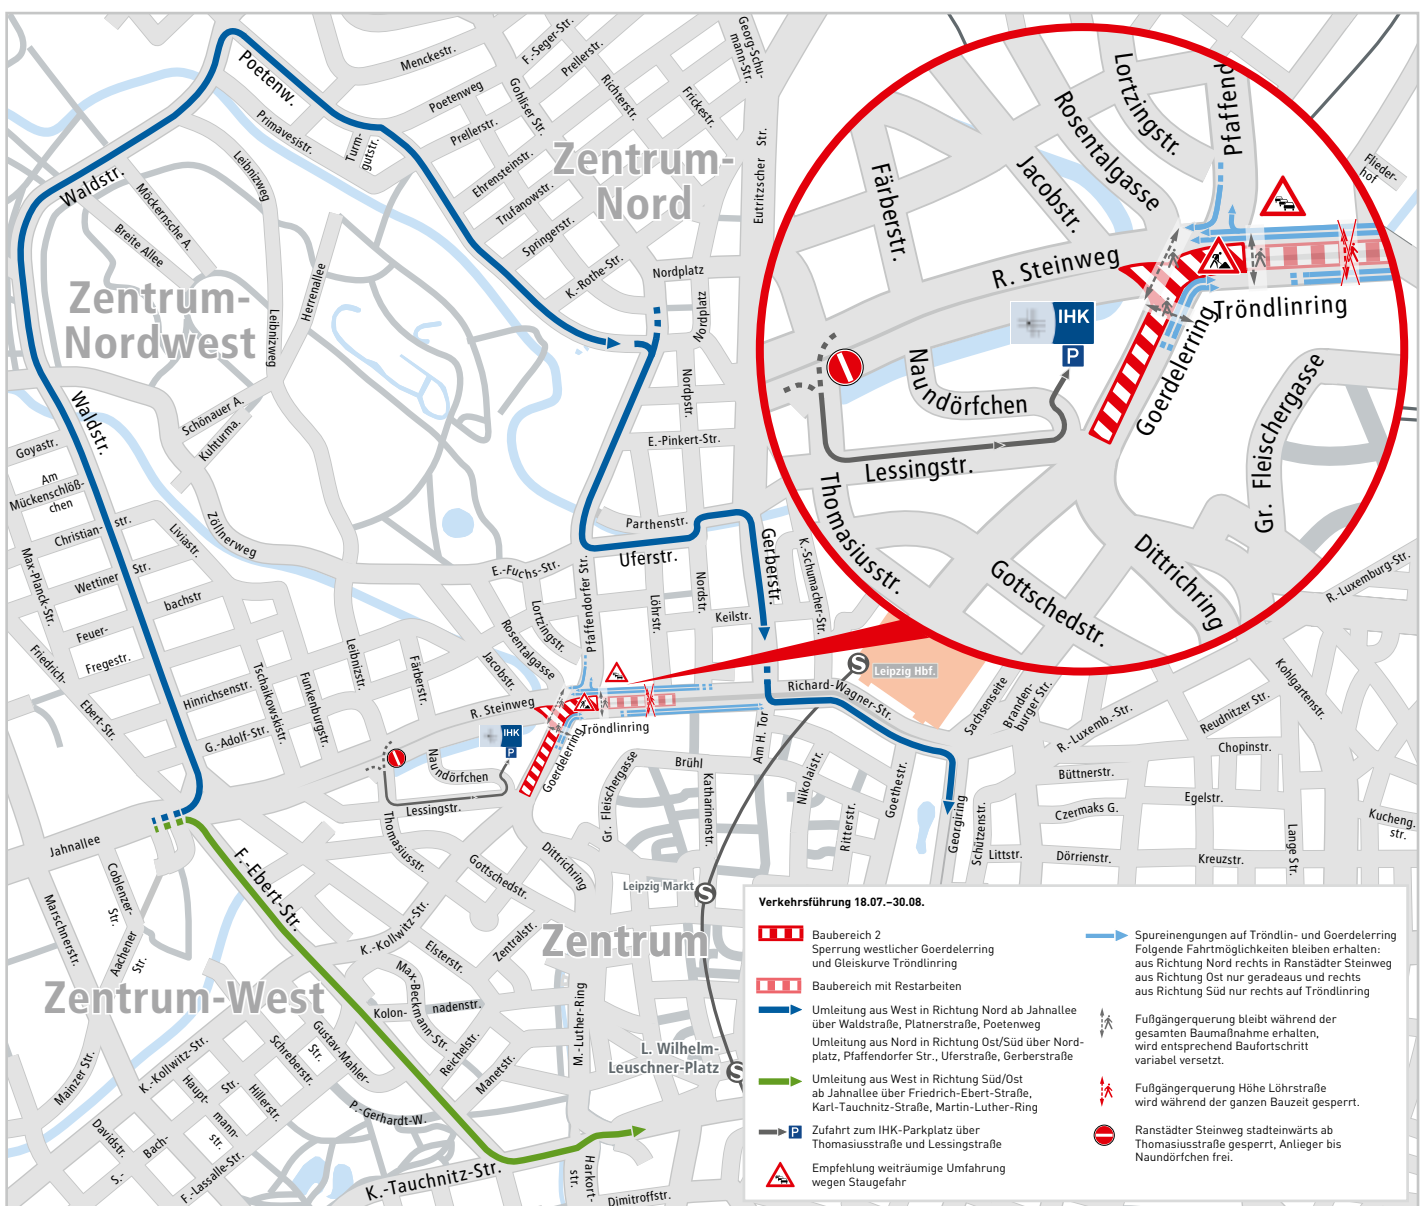 Poetenw.
Menckestr.
F.-Seger-Str.
Prellerstr.
Georg-Schu-
mann-Str.
Poetenweg
Gohliser Str.
Richterstr.
Frickestr.
Primavesistr.
Turm-
gutstr.
Prellerstr.
Ehrensteinstr.
Trufanowstr.
Springerstr.
K.-Rothe-Str.
Zentrum-
Nord
Eutritzscher Str.
Waldstr.
Leibnizweg
Möckernsche A.
Breite Allee
Zentrum-
Nordwest
Herrenallee
Leibnizweg
Nordplatz
Nordplatz
Nordpstr.
E.-Pinkert-Str.
Waldstr.
Schönauer A.
Kuhturma.
Goyastr.
Am
Mückenschlöß-
chen
Christian-
str.
Liviastr.
Zöllnerweg
Max-Planck-Str.
Wettiner Str.
bachstr
Feuer-
Fregestr.
Friedrich-
Ebert-Str.
Hinrichsenstr.
G.-Adolf-Str.
Tschaikowskistr.
Funkenburgstr.
Leibnizstr.
Färberstr.
E.-Fuchs-Str.
Parthenstr.
Uferstr.
Gerberstr.
K.-Schumacher-Str.
Pfaffendorfer Str.
Lortzingstr.
Rosentalgasse
Jacobstr.
Löhrstr.
Nordstr.
Keilstr.
R. Steinweg
Tröndlinring
Goerdelerring
IHK
P
Naundörfchen
Lessingstr.
Thomasiusstr.
Gottschedstr.
Dittrichring
Gr. Fleischergasse
Brühl
Katharinenstr.
Am H. Tor
Richard-Wagner-Str.
S
Leipzig Hbf.
Nikolaistr.
Ritterstr.
Goethestr.
Georgiring
Schützenstr.
Sachsenseite
Branden-
burger Str.
R.-Luxemb.-Str.
Büttnerstr.
Czermaks G.
Littstr.
Dörrienstr.
Reudnitzer Str.
Chopinstr.
Egelstr.
Kreuzstr.
Lange Str.
Kucheng.
str.
Kohlgartenstr.
R.-Luxemburg-Str.
Flieder-
hof
Lortzingstr.
Pfaffend
Rosentalgasse
Jacobstr.
Färberstr.
R. Steinweg
IHK
P
Tröndlinring
Goerdelerring
Naundörfchen
Lessingstr.
Thomasiusstr.
Gottschedstr.
Dittrichring
Gr. Fleischergasse
Jahnallee
Coblenzer-
Str.
Aachener
Str.
Marschnerstr.
F.-Ebert-Str.
Zentrum-West
Zentrum
Leipzig Markt
S
K.-Kollwitz-Str.
Elsterstr.
Zentralstr.
Max-Beckmann-Str.
Kolon-
nadenstr.
Reichelstr.
Manetstr.
M.-Luther-Ring
L. Wilhelm-
Leuschner-Platz
S
Gustav-Mahler-
Str.
Schreberstr.
K.-Kollwitz-Str.
Mainzer Str.
Haupt-
mann-
str.
Str.
Hillerstr.
Davidstr.
S.-
Bach-
F.-Lassalle-Str.
P.-Gerhardt-W.
K.-Tauchnitz-Str.
Harkort-
str.
Dimitroffstr.
Verkehrsführung 18.07.–30.08.
Baubereich 2
Sperrung westlicher Goerdelerring
und Gleiskurve Tröndlinring
Baubereich mit Restarbeiten
Umleitung aus West in Richtung Nord ab Jahnallee
über Waldstraße, Platnerstraße, Poetenweg
Umleitung aus Nord in Richtung Ost/Süd über Nord-
platz, Pfaffendorfer Str., Uferstraße, Gerberstraße
Umleitung aus West in Richtung Süd/Ost
ab Jahnallee über Friedrich-Ebert-Straße,
Karl-Tauchnitz-Straße, Martin-Luther-Ring
P
Zufahrt zum IHK-Parkplatz über
Thomasiusstraße und Lessingstraße
Empfehlung weiträumige Umfahrung
wegen Staugefahr
Spureinengungen auf Tröndlin- und Goerdelerring
Folgende Fahrtmöglichkeiten bleiben erhalten:
aus Richtung Nord rechts in Ranstädter Steinweg
aus Richtung Ost nur geradeaus und rechts
aus Richtung Süd nur rechts auf Tröndlinring
Fußgängerquerung bleibt während der
gesamten Baumaßnahme erhalten,
wird entsprechend Baufortschritt
variabel versetzt.
Fußgängerquerung Höhe Löhrstraße
wird während der ganzen Bauzeit gesperrt.
Ranstädter Steinweg stadteinwärts ab
Thomasiusstraße gesperrt, Anlieger bis
Naundörfchen frei.